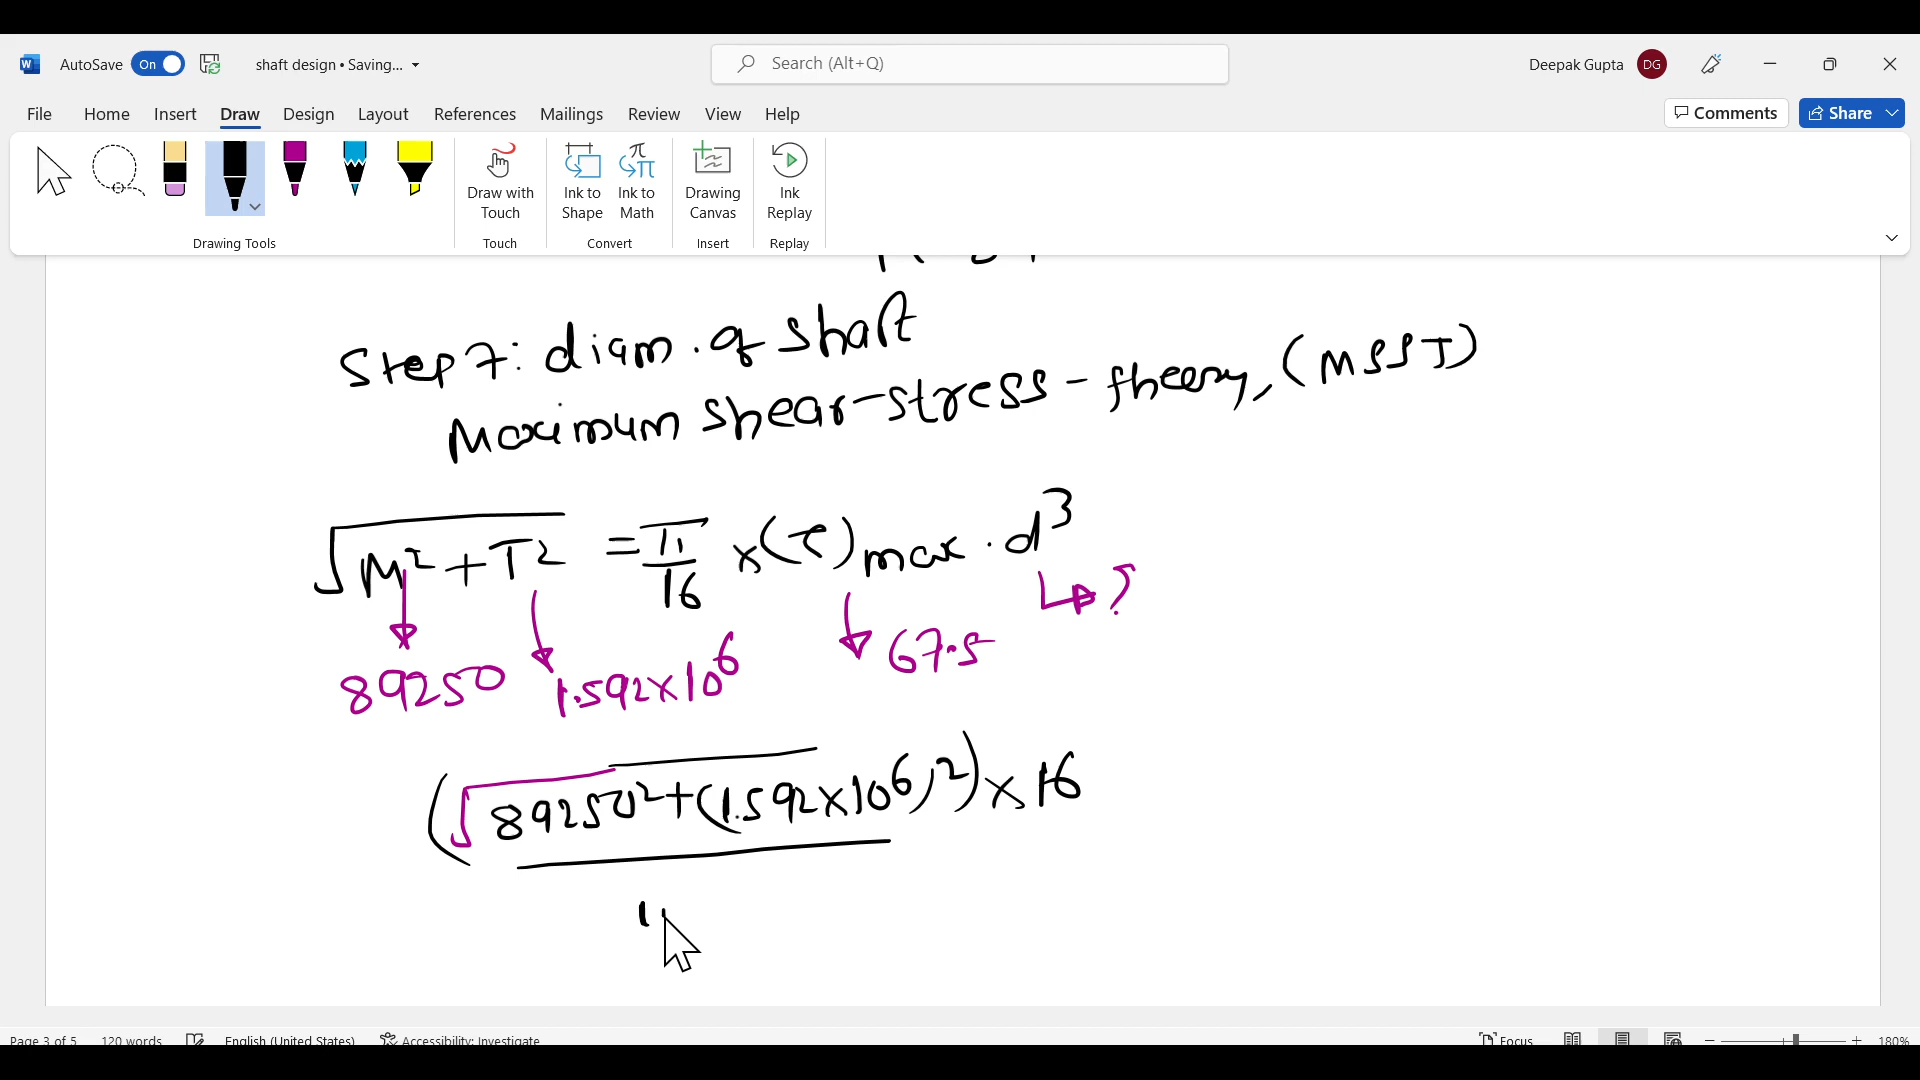 AutoSave On shaft design • Saving... Search (Alt+Q) Deepak Gupta DG
File Home Insert Draw Design Layout References Mailings Review View Help Comments Share
Draw with Touch Ink to Shape Ink to Math Drawing Canvas Ink Replay
Drawing Tools Touch Convert Insert Replay
Step 7: diam. of shaft
Maximum shear-stress-theory, (MSST)
√M²+T² = π/16 ×(τ)max . d³
?
89250 1.592×10⁶ 67.5
(√89250²+(1.592×10⁶)²)×16
Page 3 of 5 120 words English (United States) Accessibility: Investigate Focus 180%